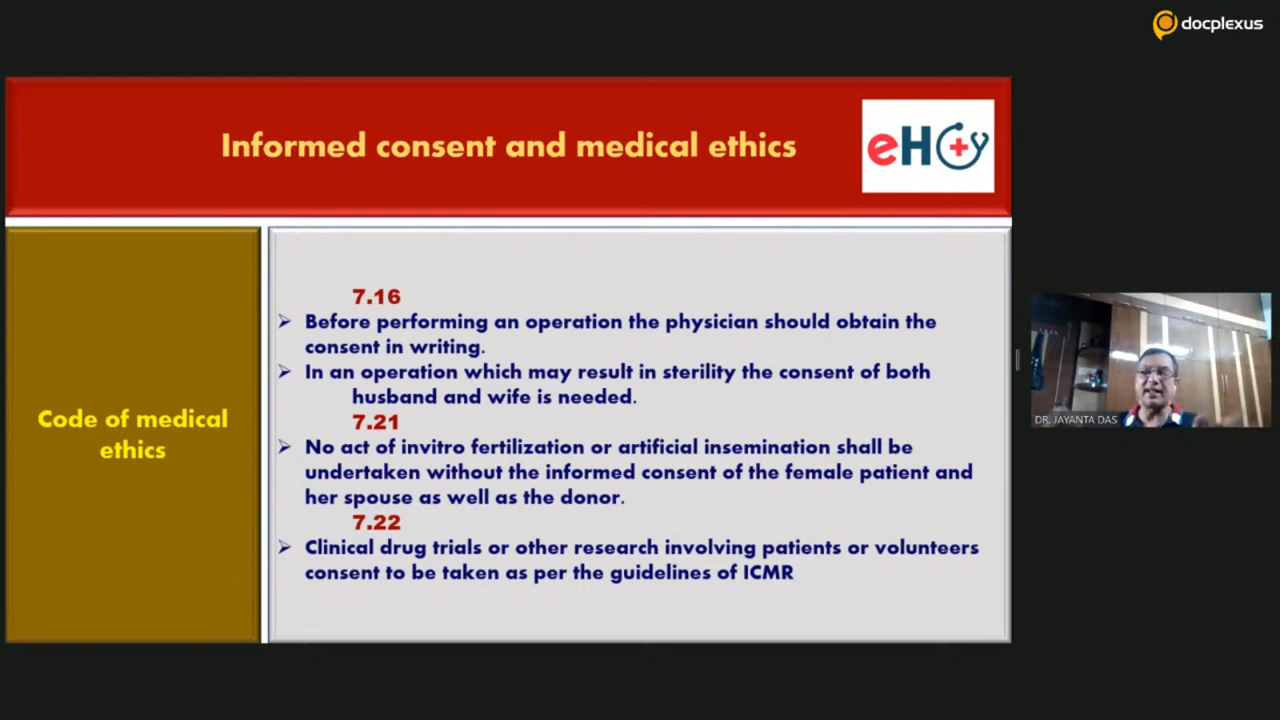 docplexus
Informed consent and medical ethics
eHCy
Code of medical
ethics
7.16
➢ Before performing an operation the physician should obtain the
consent in writing.
➢ In an operation which may result in sterility the consent of both
husband and wife is needed.
7.21
➢ No act of invitro fertilization or artificial insemination shall be
undertaken without the informed consent of the female patient and
her spouse as well as the donor.
7.22
➢ Clinical drug trials or other research involving patients or volunteers
consent to be taken as per the guidelines of ICMR
DR. JAYANTA DAS